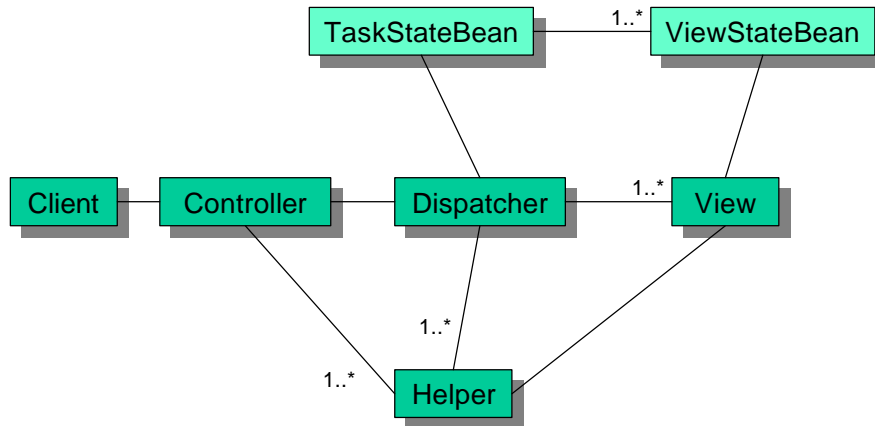 TaskStateBean
1..*
ViewStateBean
Client
Controller
Dispatcher
1..*
View
1..*
1..*
Helper